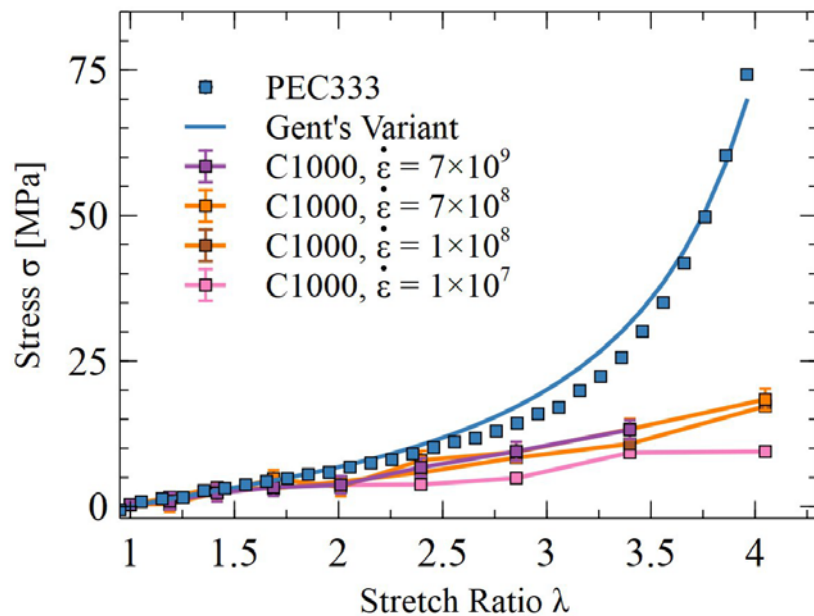 75
50
25
0
Stress σ [MPa]
PEC333
Gent's Variant
C1000, ε̇ = 7×10⁹
C1000, ε̇ = 7×10⁸
C1000, ε̇ = 1×10⁸
C1000, ε̇ = 1×10⁷
1 1.5 2 2.5 3 3.5 4
Stretch Ratio λ